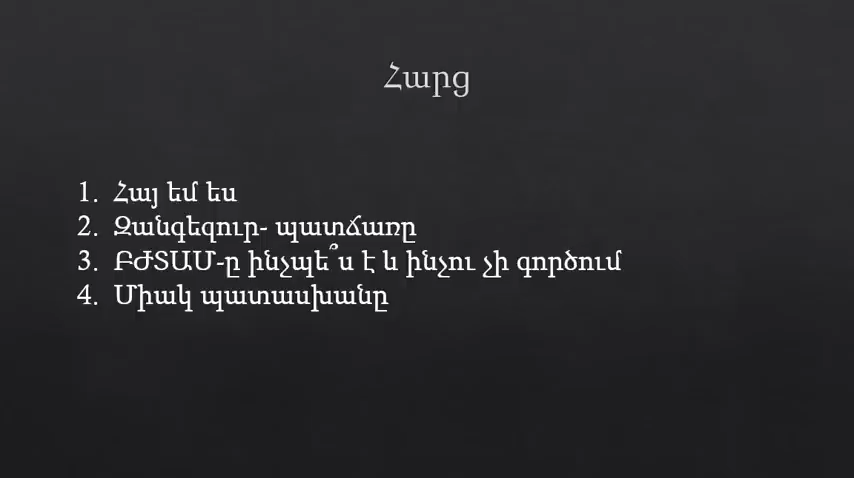 Հարց
1. Հայ եմ ես
2. Զանգեզուր- պատճառը
3. ԲԺՏԱՄ-ը ինչպե՞ս է և ինչու չի գործում
4. Միակ պատասխանը